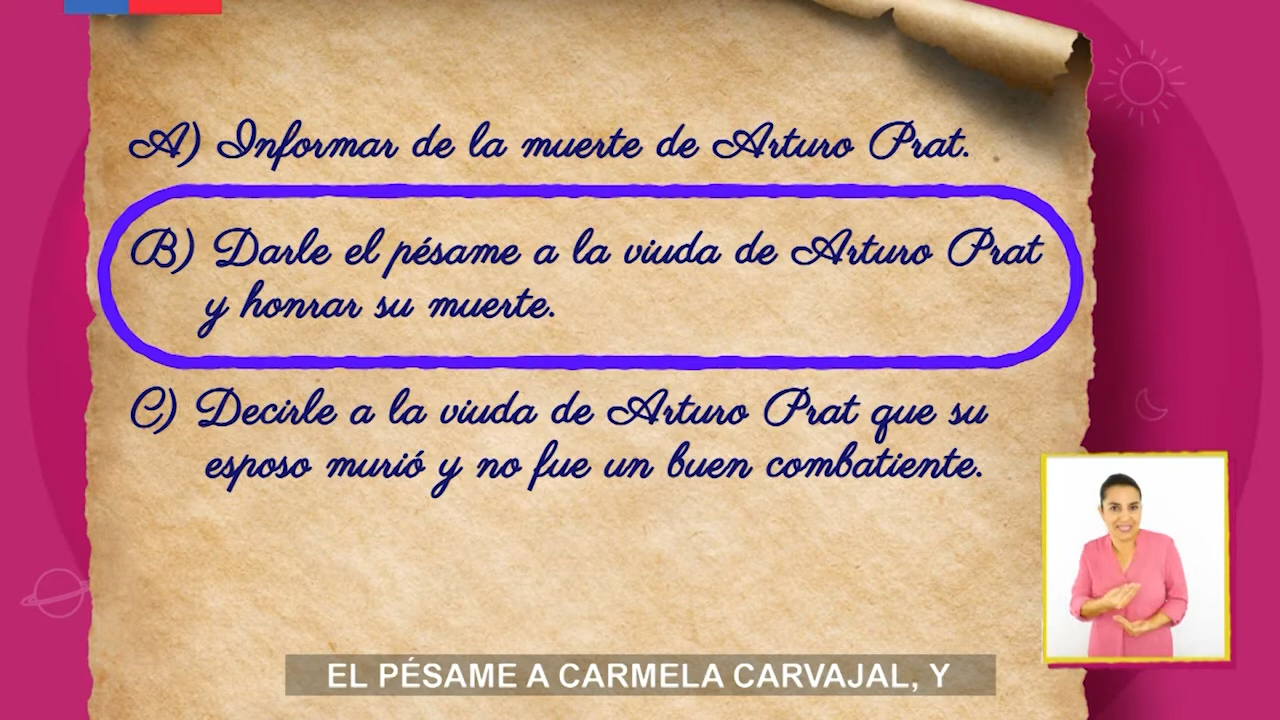 A) Informar de la muerte de Arturo Prat.
B) Darle el pésame a la viuda de Arturo Prat
y honrar su muerte.
C) Decirle a la viuda de Arturo Prat que su
esposo murió y no fue un buen combatiente.
EL PÉSAME A CARMELA CARVAJAL, Y